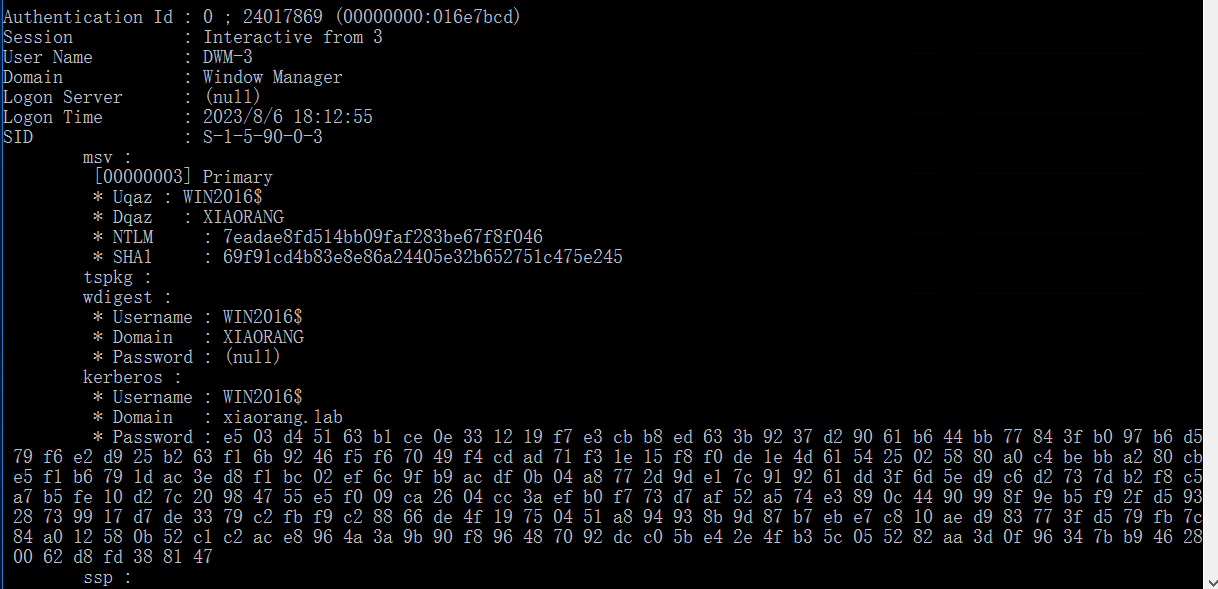 Authentication Id : 0 ; 24017869 (00000000:016e7bcd)
Session           : Interactive from 3
User Name         : DWM-3
Domain            : Window Manager
Logon Server      : (null)
Logon Time        : 2023/8/6 18:12:55
SID               : S-1-5-90-0-3
        msv :
         [00000003] Primary
         * Uqaz : WIN2016$
         * Dqaz   : XIAORANG
         * NTLM     : 7eadae8fd514bb09faf283be67f8f046
         * SHA1     : 69f91cd4b83e8e86a24405e32b652751c475e245
        tspkg :
        wdigest :
         * Username : WIN2016$
         * Domain   : XIAORANG
         * Password : (null)
        kerberos :
         * Username : WIN2016$
         * Domain   : xiaorang.lab
         * Password : e5 03 d4 51 63 b1 ce 0e 33 12 19 f7 e3 cb b8 ed 63 3b 92 37 d2 90 61 b6 44 bb 77 84 3f b0 97 b6 d5
 79 f6 e2 d9 25 b2 63 f1 6b 92 46 f5 f6 70 49 f4 cd ad 71 f3 1e 15 f8 f0 de 1e 4d 61 54 25 02 58 80 a0 c4 be bb a2 80 cb
e5 f1 b6 79 1d ac 3e d8 f1 bc 02 ef 6c 9f b9 ac df 0b 04 a8 77 2d 9d e1 7c 91 92 61 dd 3f 6d 5e d9 c6 d2 73 7d b2 f8 c5
a7 b5 fe 10 d2 7c 20 98 47 55 e5 f0 09 ca 26 04 cc 3a ef b0 f7 73 d7 af 52 a5 74 e3 89 0c 44 90 99 8f 9e b5 f9 2f d5 93
28 73 99 17 d7 de 33 79 c2 fb f9 c2 88 66 de 4f 19 75 04 51 a8 94 93 8b 9d 87 b7 eb e7 c8 10 ae d9 83 77 3f d5 79 fb 7c
84 a0 12 58 0b 52 c1 c2 ac e8 96 4a 3a 9b 90 f8 96 48 70 92 dc c0 5b e4 2e 4f b3 5c 05 52 82 aa 3d 0f 96 34 7b b9 46 28
 00 62 d8 fd 38 81 47
        ssp :